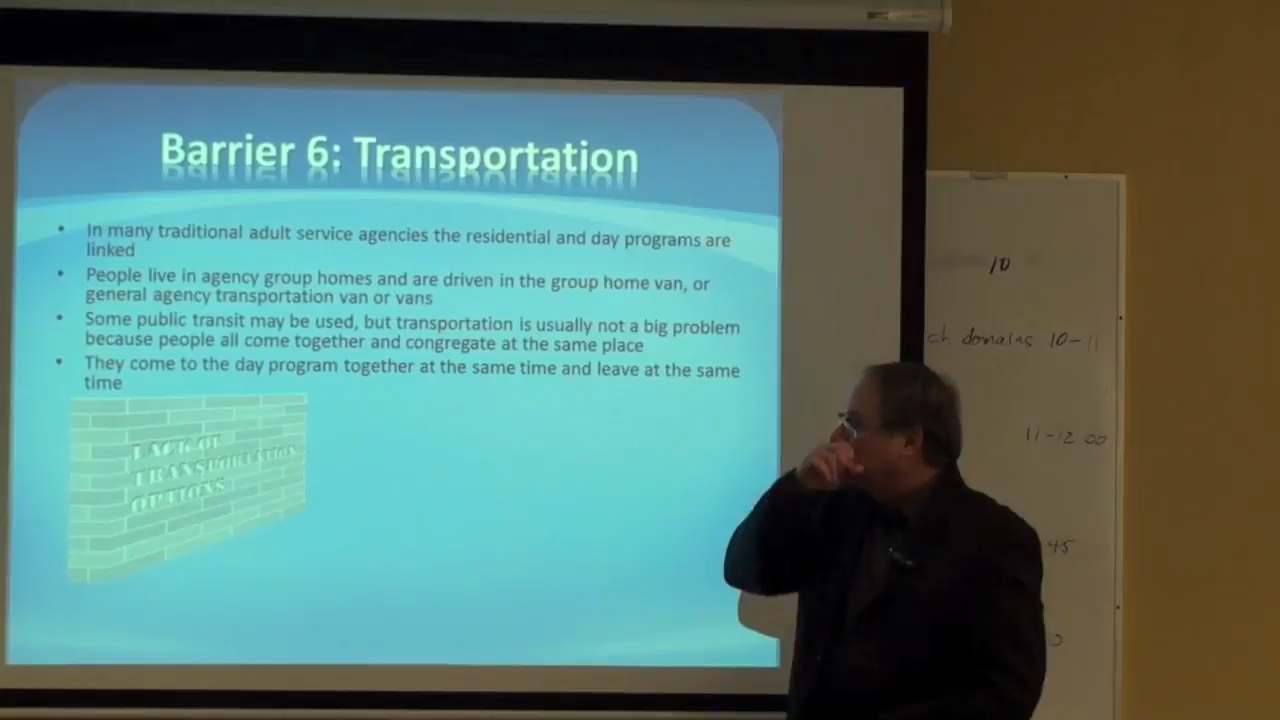 Barrier 6: Transportation
• In many traditional adult service agencies the residential and day programs are
linked
• People live in agency group homes and are driven in the group home van, or
general agency transportation van or vans
• Some public transit may be used, but transportation is usually not a big problem
because people all come together and congregate at the same place
• They come to the day program together at the same time and leave at the same
time
LACK OF
TRANSPORTATION
OPTIONS
10
ch domains 10-11
11-12 00
45